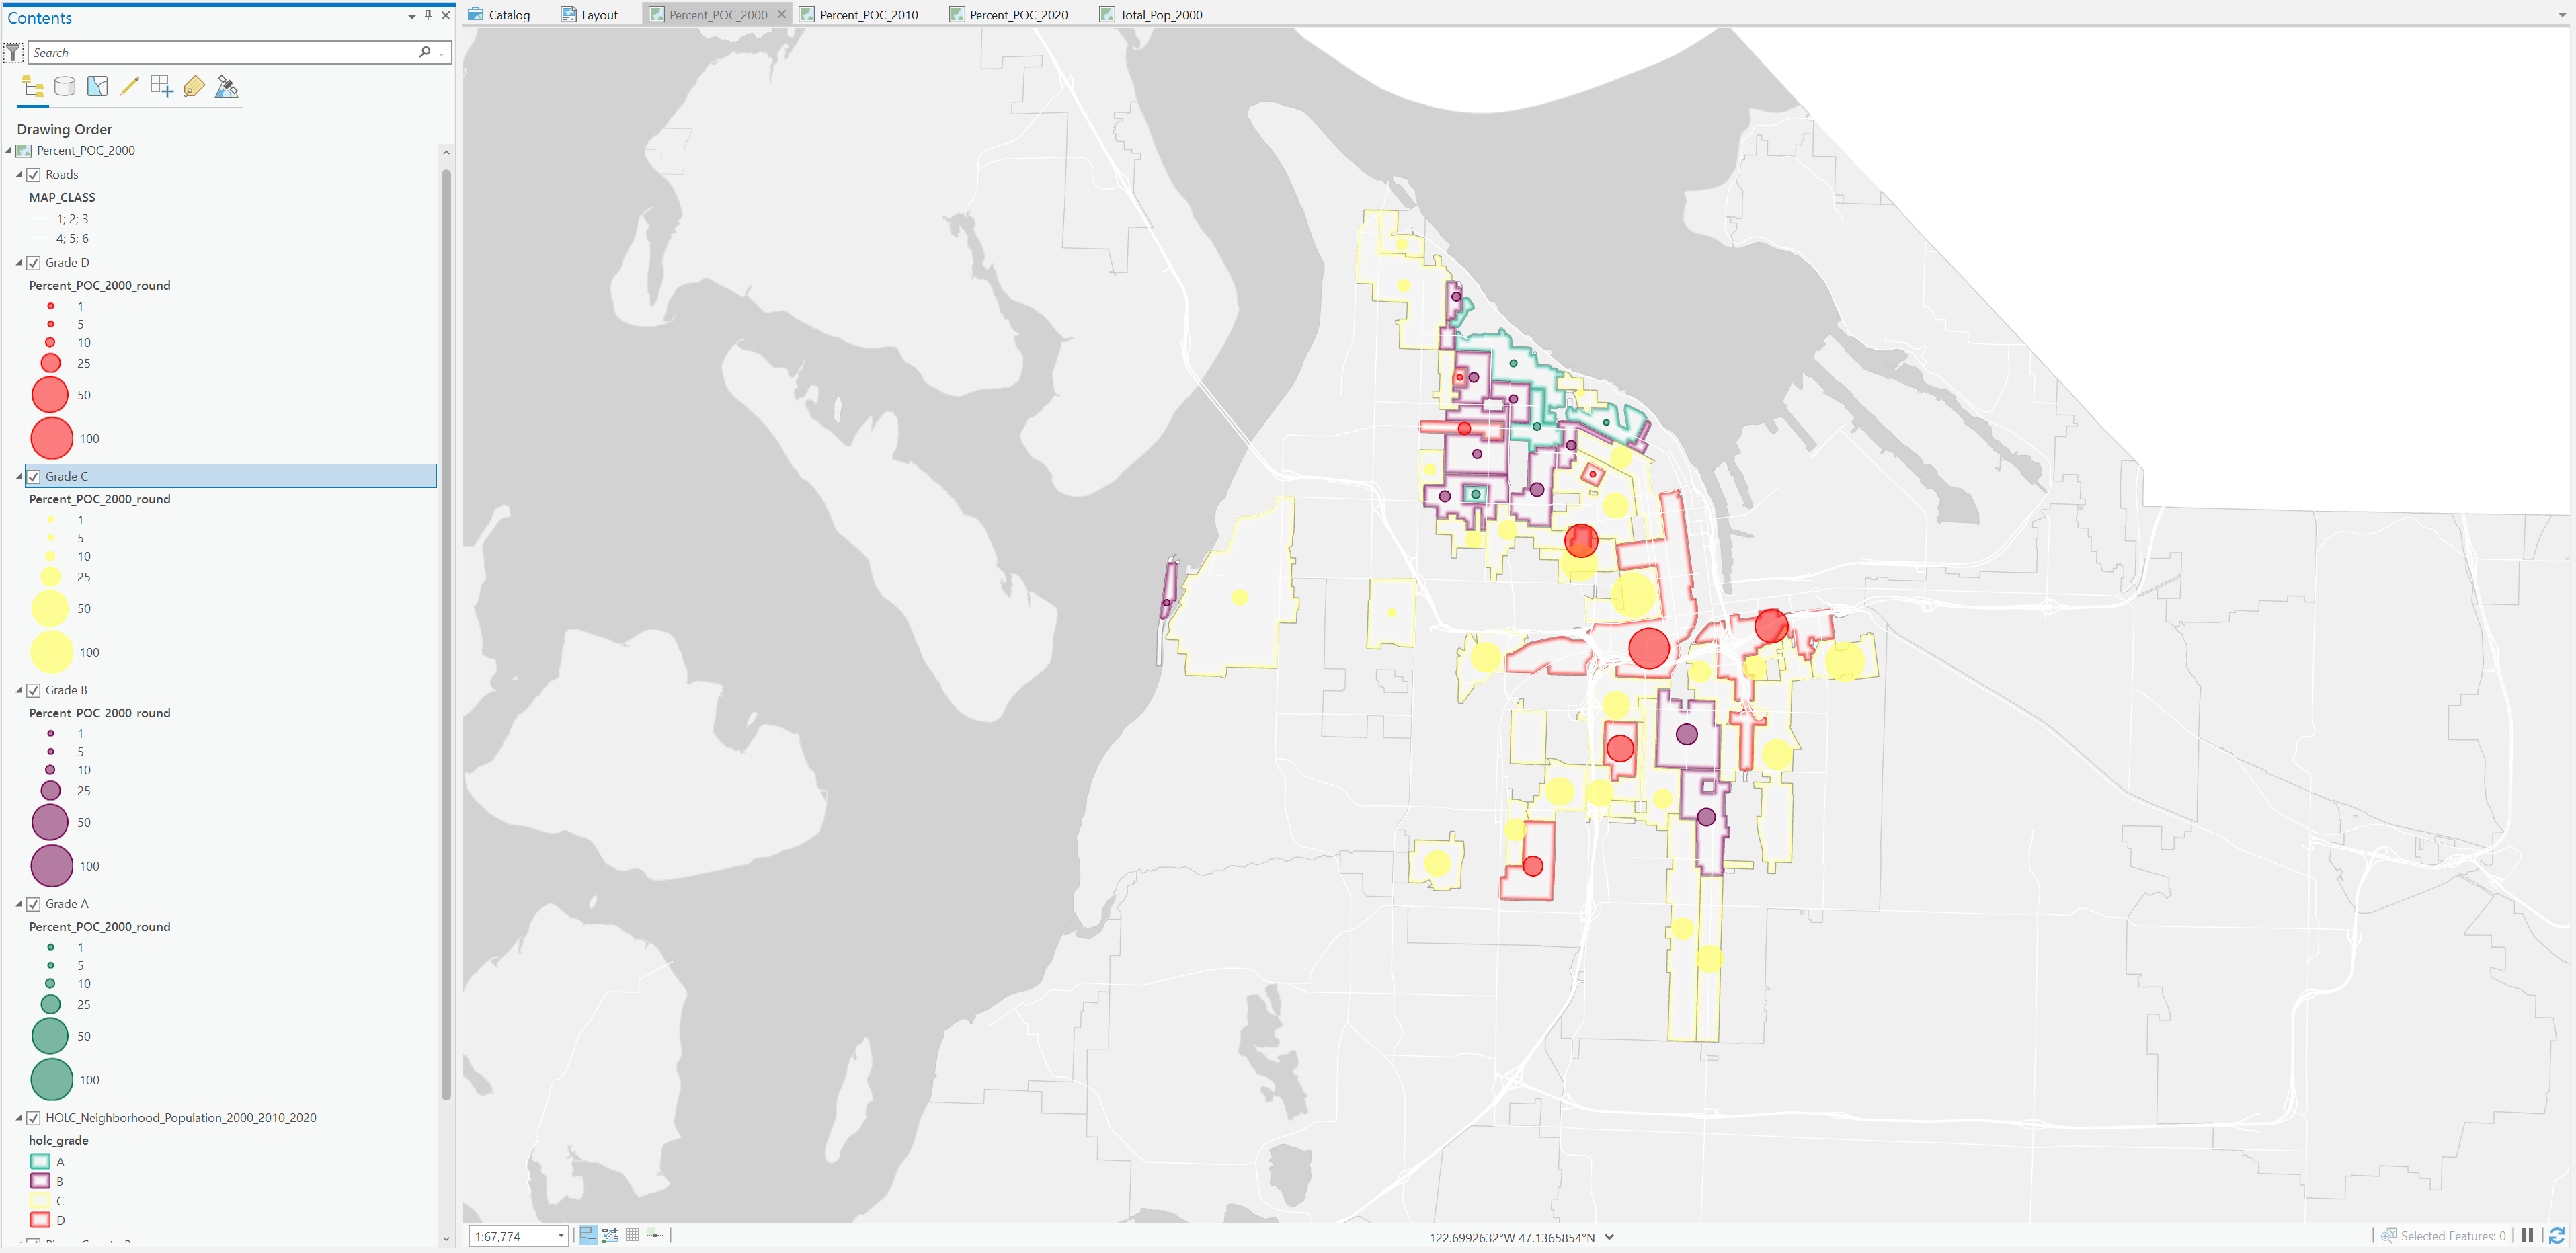 Contents
Search
Drawing Order
Percent_POC_2000
Roads
MAP_CLASS
1; 2; 3
4; 5; 6
Grade D
Percent_POC_2000_round
1
5
10
25
50
100
Grade C
Percent_POC_2000_round
1
5
10
25
50
100
Grade B
Percent_POC_2000_round
1
5
10
25
50
100
Grade A
Percent_POC_2000_round
1
5
10
25
50
100
HOLC_Neighborhood_Population_2000_2010_2020
holc_grade
A
B
C
D
Catalog Layout Percent_POC_2000 Percent_POC_2010 Percent_POC_2020 Total_Pop_2000
1:67,774 122.6992632°W 47.1365854°N Selected Features: 0